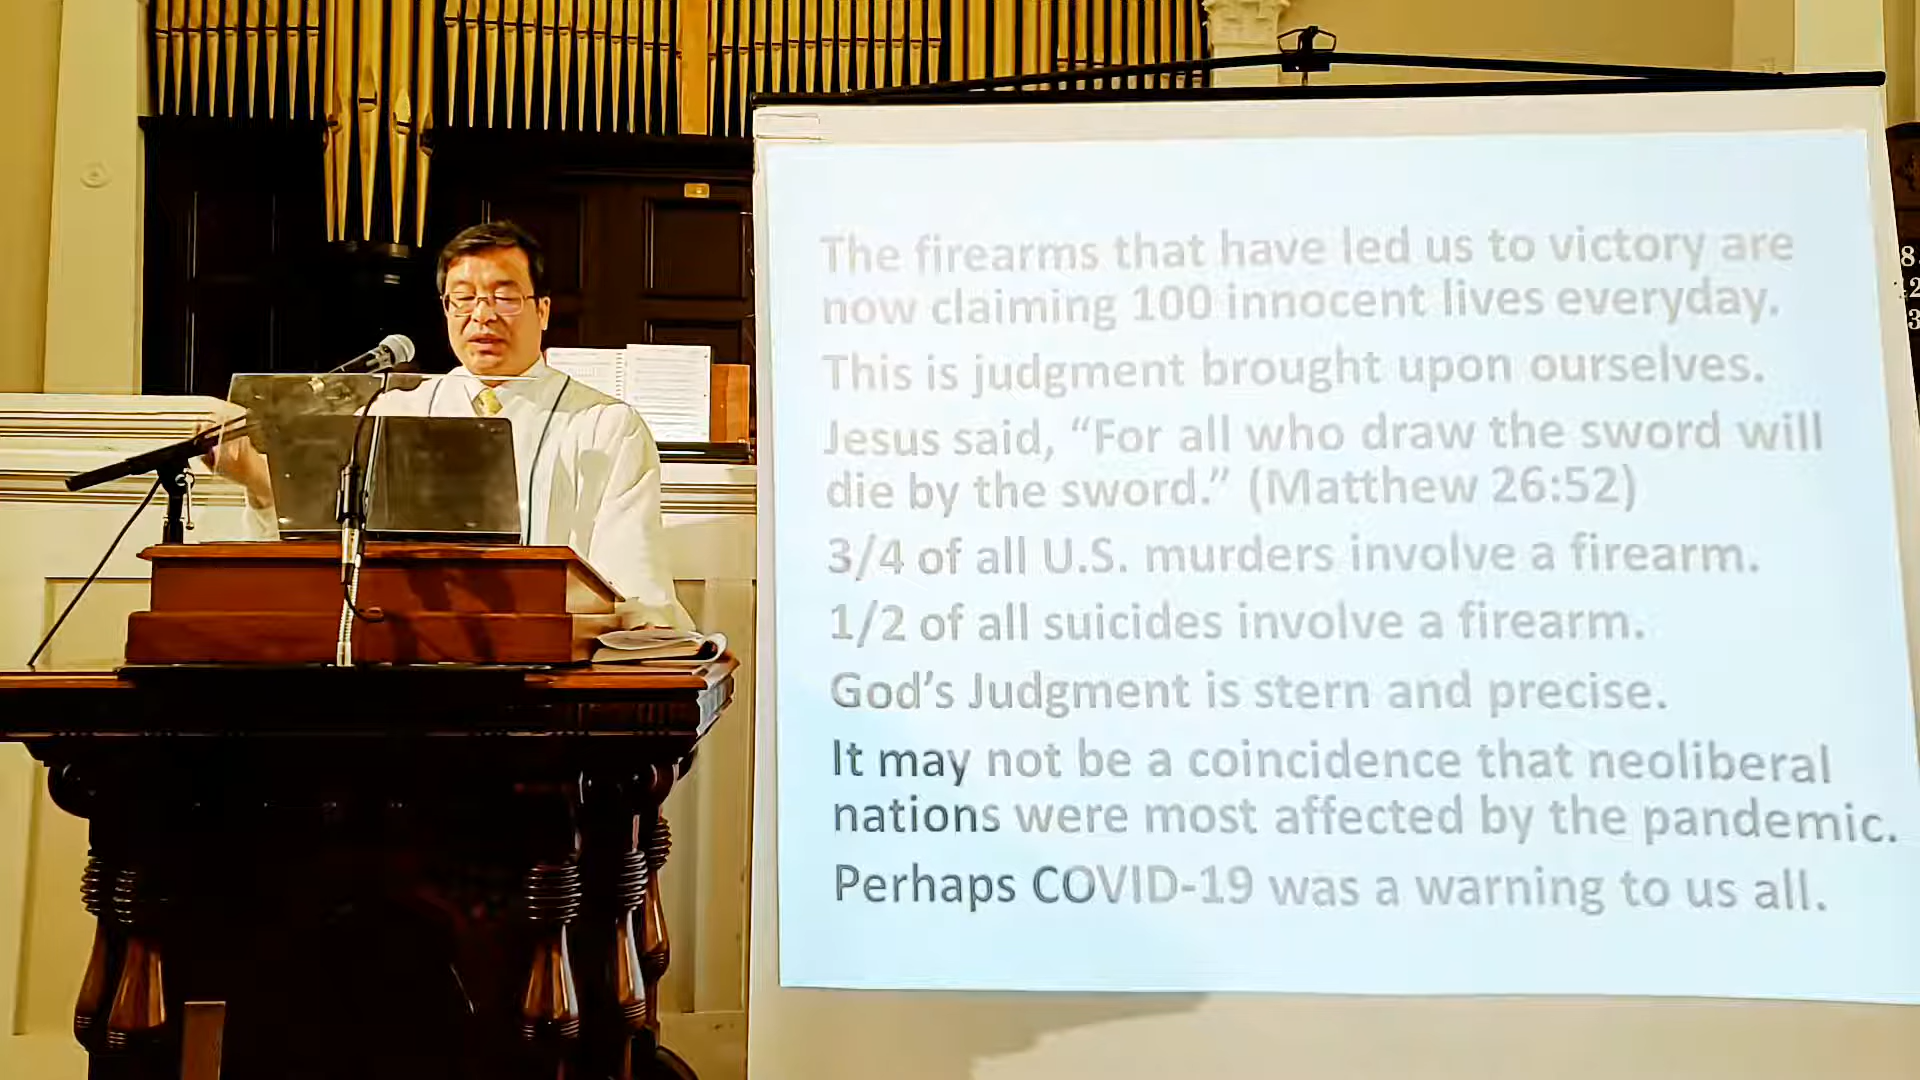 The firearms that have led us to victory are
now claiming 100 innocent lives everyday.
This is judgment brought upon ourselves.
Jesus said, “For all who draw the sword will
die by the sword.” (Matthew 26:52)
3/4 of all U.S. murders involve a firearm.
1/2 of all suicides involve a firearm.
God’s Judgment is stern and precise.
It may not be a coincidence that neoliberal
nations were most affected by the pandemic.
Perhaps COVID-19 was a warning to us all.